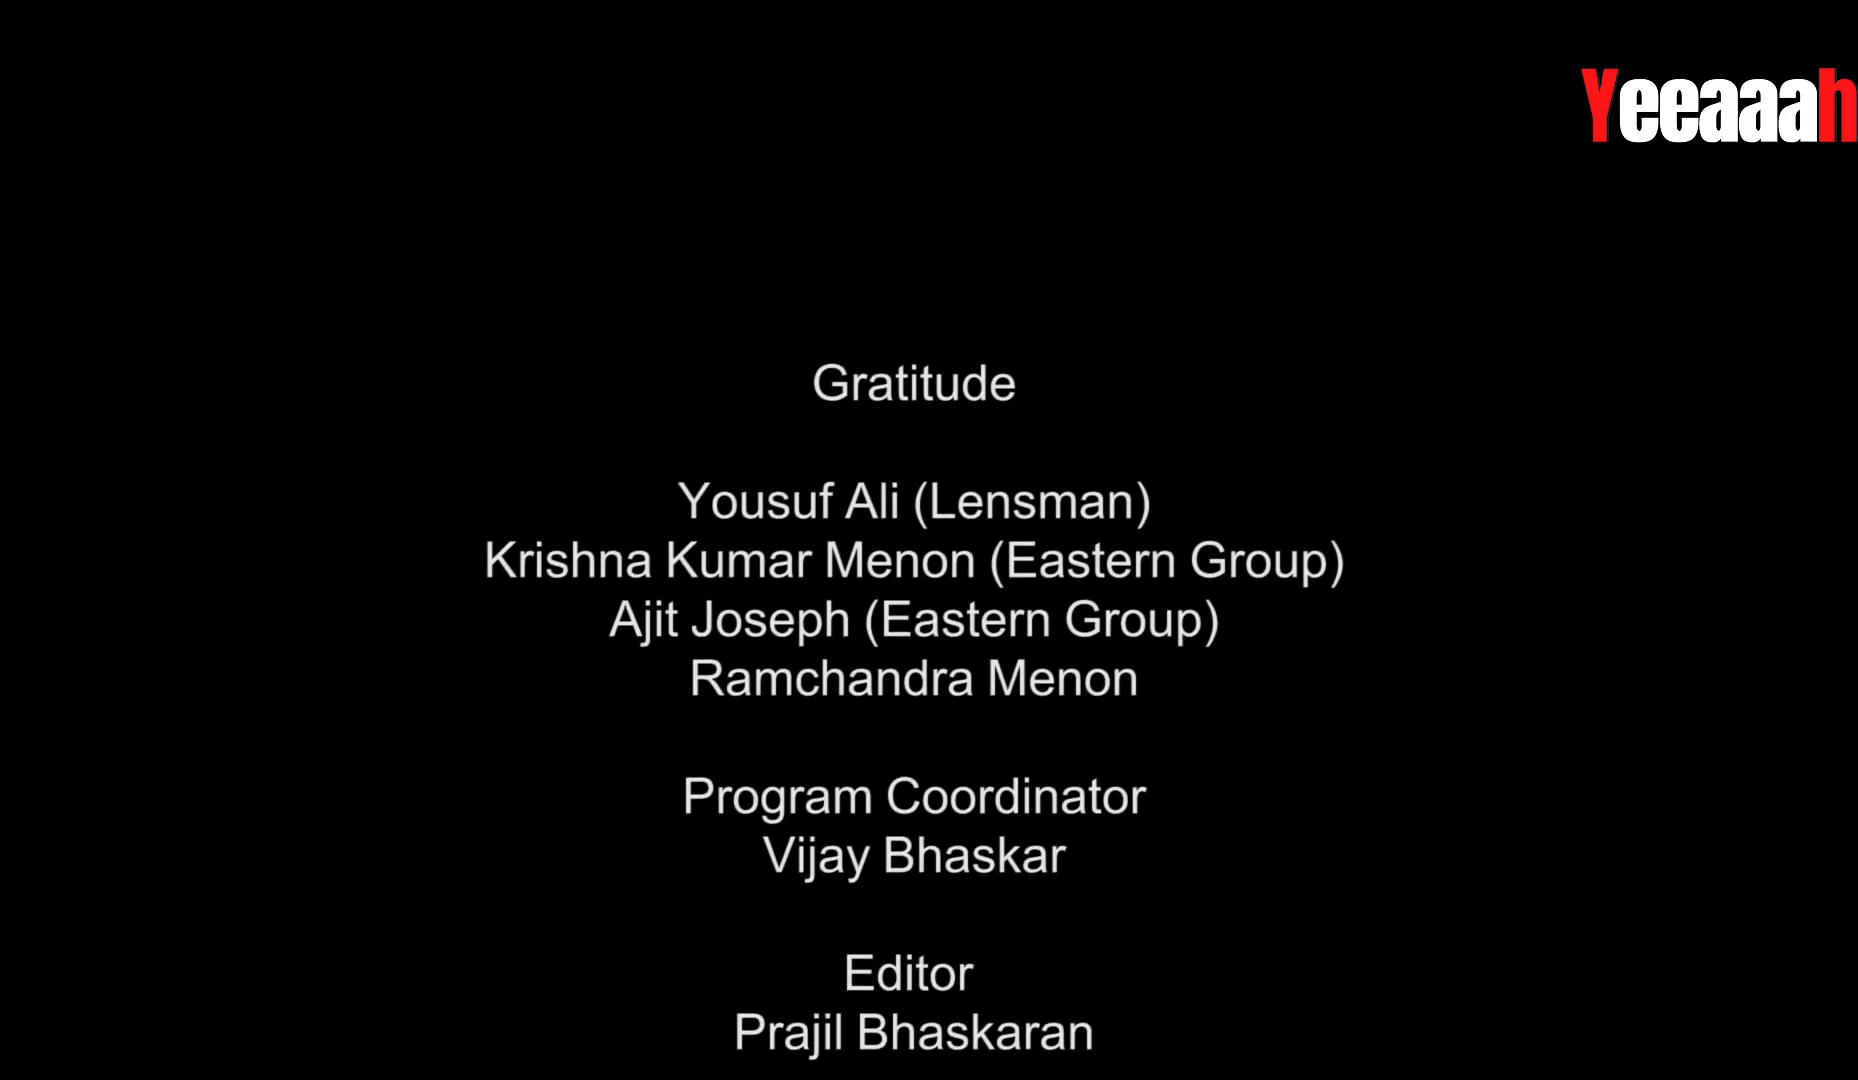 Yeeaaah
Gratitude
Yousuf Ali (Lensman)
Krishna Kumar Menon (Eastern Group)
Ajit Joseph (Eastern Group)
Ramchandra Menon
Program Coordinator
Vijay Bhaskar
Editor
Prajil Bhaskaran